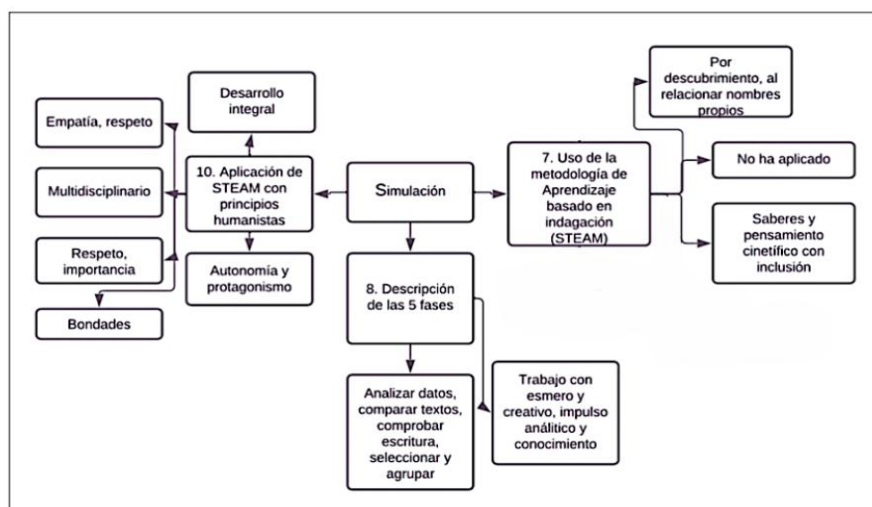 Desarrollo
integral
Empatía, respeto
Multidisciplinario
Respeto,
importancia
Bondades
10. Aplicación de
STEAM con
principios
humanistas
Autonomía y
protagonismo
Simulación
8. Descripción
de las 5 fases
Analizar datos,
comparar textos,
comprobar
escritura,
seleccionar y
agrupar
Trabajo con
esmero y
creativo, impulso
análitico y
conocimiento
7. Uso de la
metodología de
Aprendizaje
basado en
indagación
(STEAM)
Por
descubrimiento, al
relacionar nombres
propios
No ha aplicado
Saberes y
pensamiento
cinetífico con
inclusión